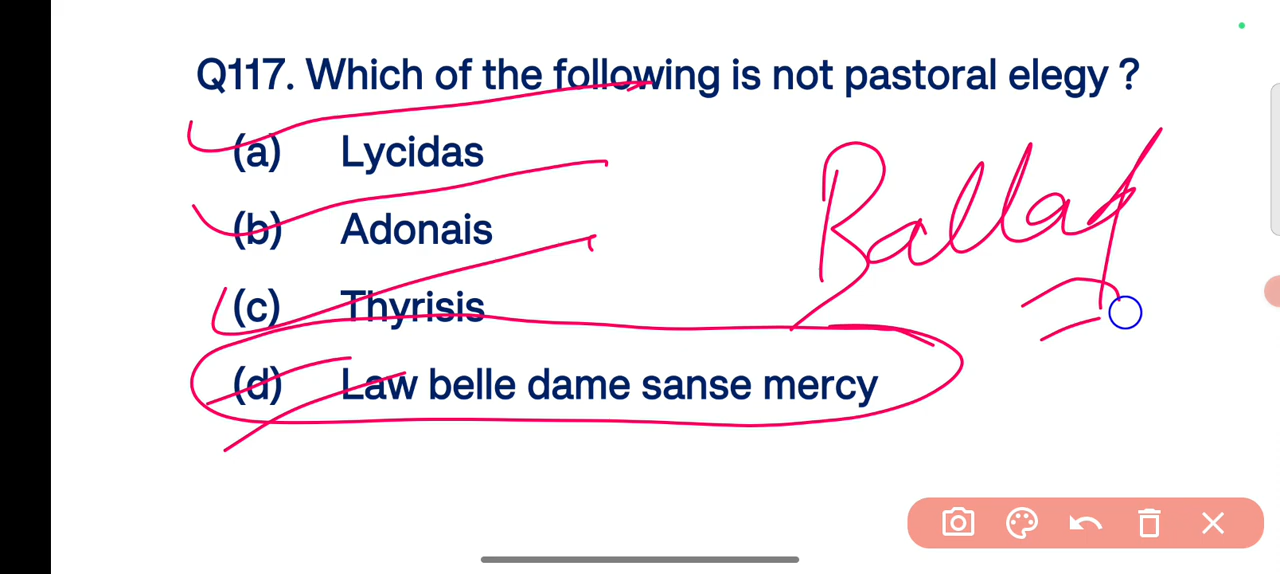 Q117. Which of the following is not pastoral elegy ?
(a) Lycidas
(b) Adonais
(c) Thyrisis
(d) Law belle dame sanse mercy
Ballad